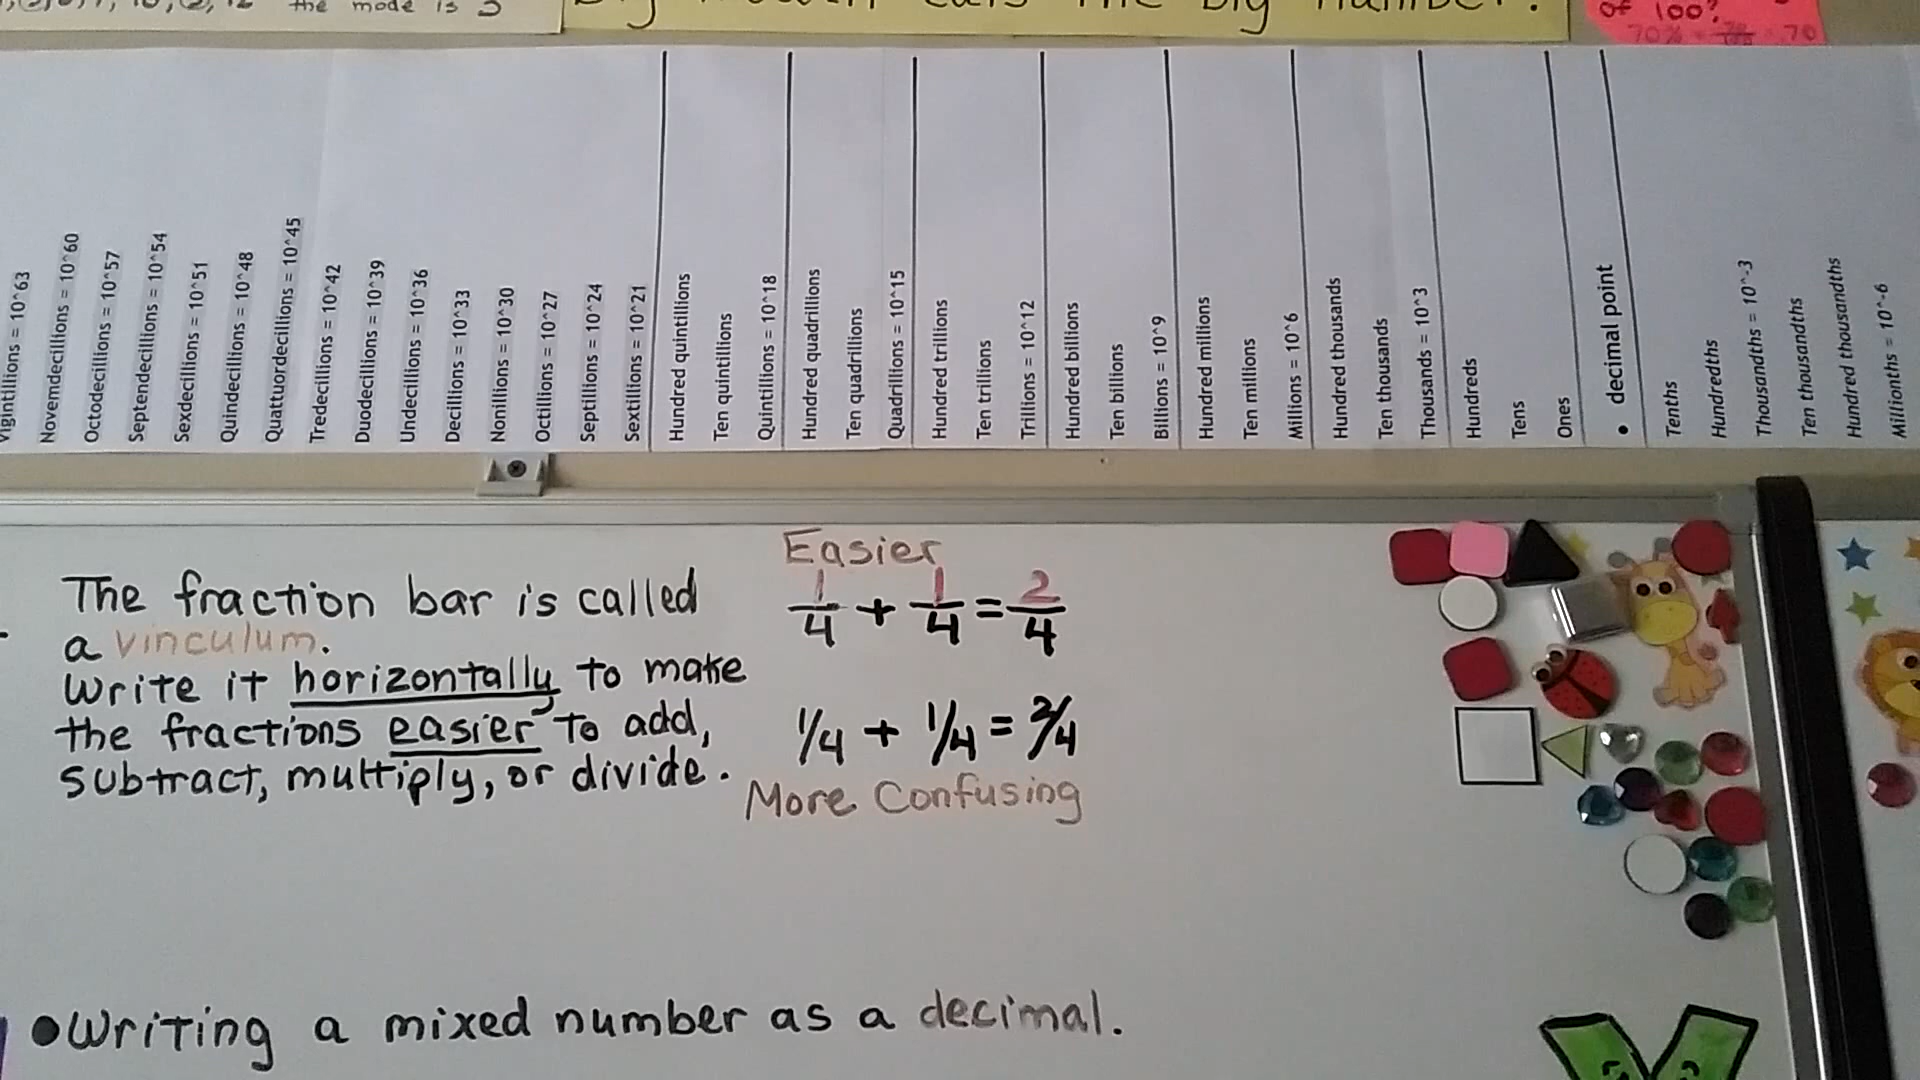 the mode is 5
of 100?
70% = 70/100 = .70
Vigintillions = 10^63
Novemdecillions = 10^60
Octodecillions = 10^57
Septendecillions = 10^54
Sexdecillions = 10^51
Quindecillions = 10^48
Quattuordecillions = 10^45
Tredecillions = 10^42
Duodecillions = 10^39
Undecillions = 10^36
Decillions = 10^33
Nonillions = 10^30
Octillions = 10^27
Septillions = 10^24
Sextillions = 10^21
Hundred quintillions
Ten quintillions
Quintillions = 10^18
Hundred quadrillions
Ten quadrillions
Quadrillions = 10^15
Hundred trillions
Ten trillions
Trillions = 10^12
Hundred billions
Ten billions
Billions = 10^9
Hundred millions
Ten millions
Millions = 10^6
Hundred thousands
Ten thousands
Thousands = 10^3
Hundreds
Tens
Ones
• decimal point
Tenths
Hundredths
Thousandths = 10^-3
Ten thousandths
Hundred thousandths
Millionths = 10^-6
The fraction bar is called
a vinculum.
Write it horizontally to make
the fractions easier to add,
subtract, multiply, or divide.
Easier
1/4 + 1/4 = 2/4
1/4 + 1/4 = 2/4
More Confusing
•Writing a mixed number as a decimal.